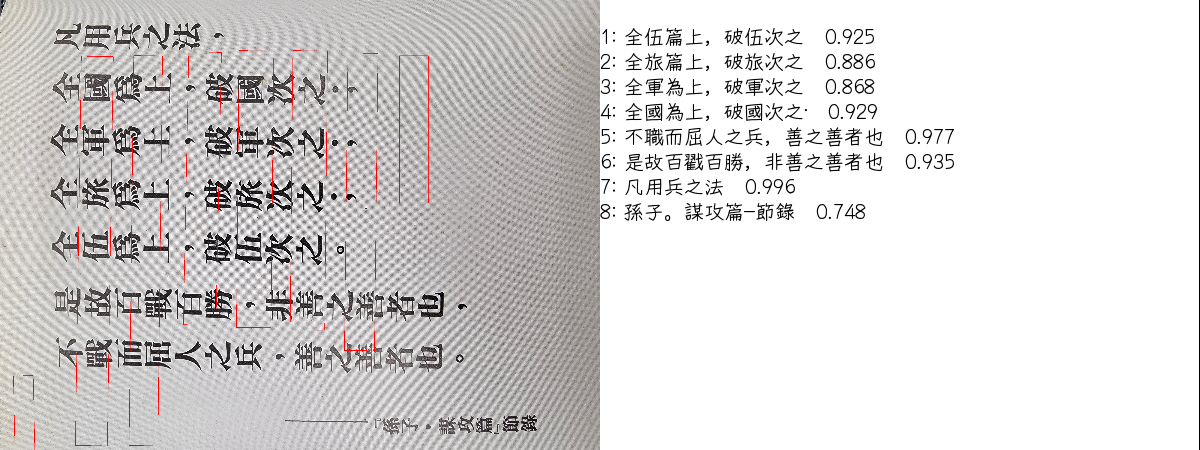 凡用兵之法，
全國爲上，破國次之；
全軍爲上，破軍次之；
全旅爲上，破旅次之；
全伍爲上，破伍次之。
是故百戰百勝，非善之善者也，
不戰而屈人之兵，善之善者也。
—「孫子。謀攻篇」節錄
1: 全伍篇上，破伍次之 0.925
2: 全旅篇上，破旅次之 0.886
3: 全軍為上，破軍次之 0.868
4: 全國為上，破國次之· 0.929
5: 不職而屈人之兵，善之善者也 0.977
6: 是故百戳百勝，非善之善者也 0.935
7: 凡用兵之法 0.996
8: 孫子。謀攻篇-節錄 0.748